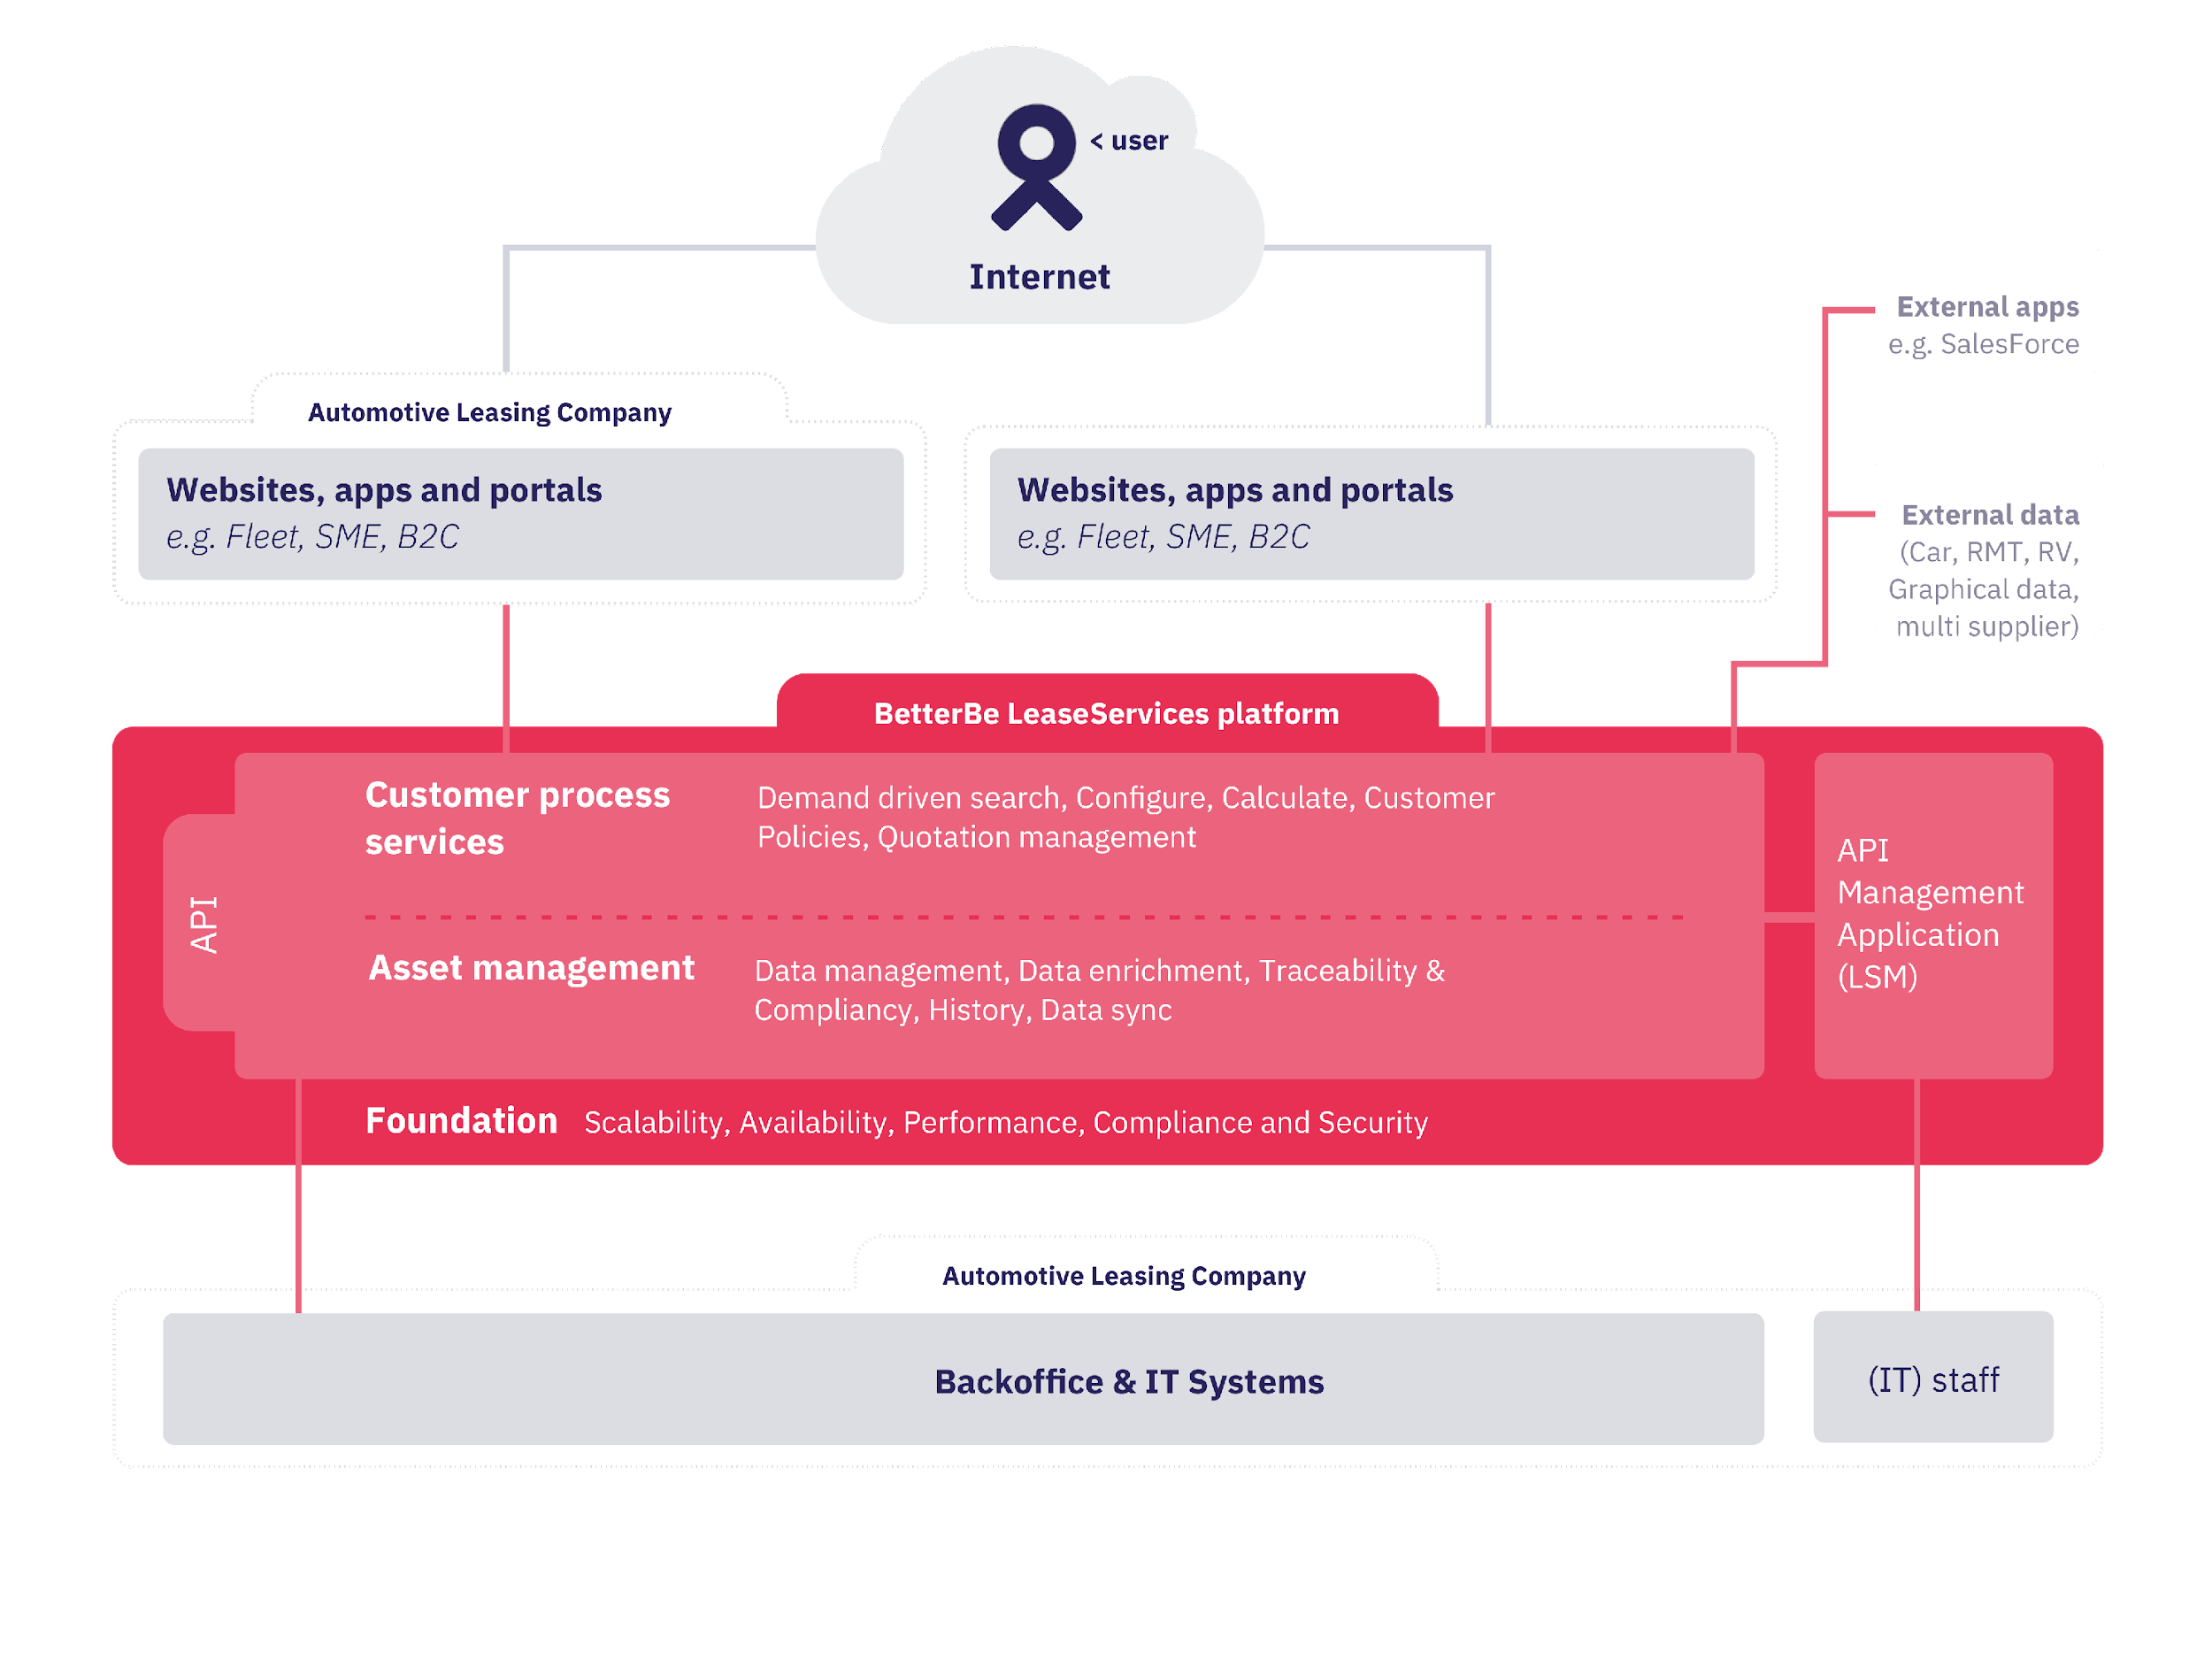 < user
Internet
External apps
e.g. SalesForce
Automotive Leasing Company
Websites, apps and portals
e.g. Fleet, SME, B2C
Websites, apps and portals
e.g. Fleet, SME, B2C
External data
(Car, RMT, RV,
Graphical data,
multi supplier)
BetterBe LeaseServices platform
API
Customer process
services
Demand driven search, Configure, Calculate, Customer
Policies, Quotation management
Asset management
Data management, Data enrichment, Traceability &
Compliancy, History, Data sync
API
Management
Application
(LSM)
Foundation Scalability, Availability, Performance, Compliance and Security
Automotive Leasing Company
Backoffice & IT Systems
(IT) staff